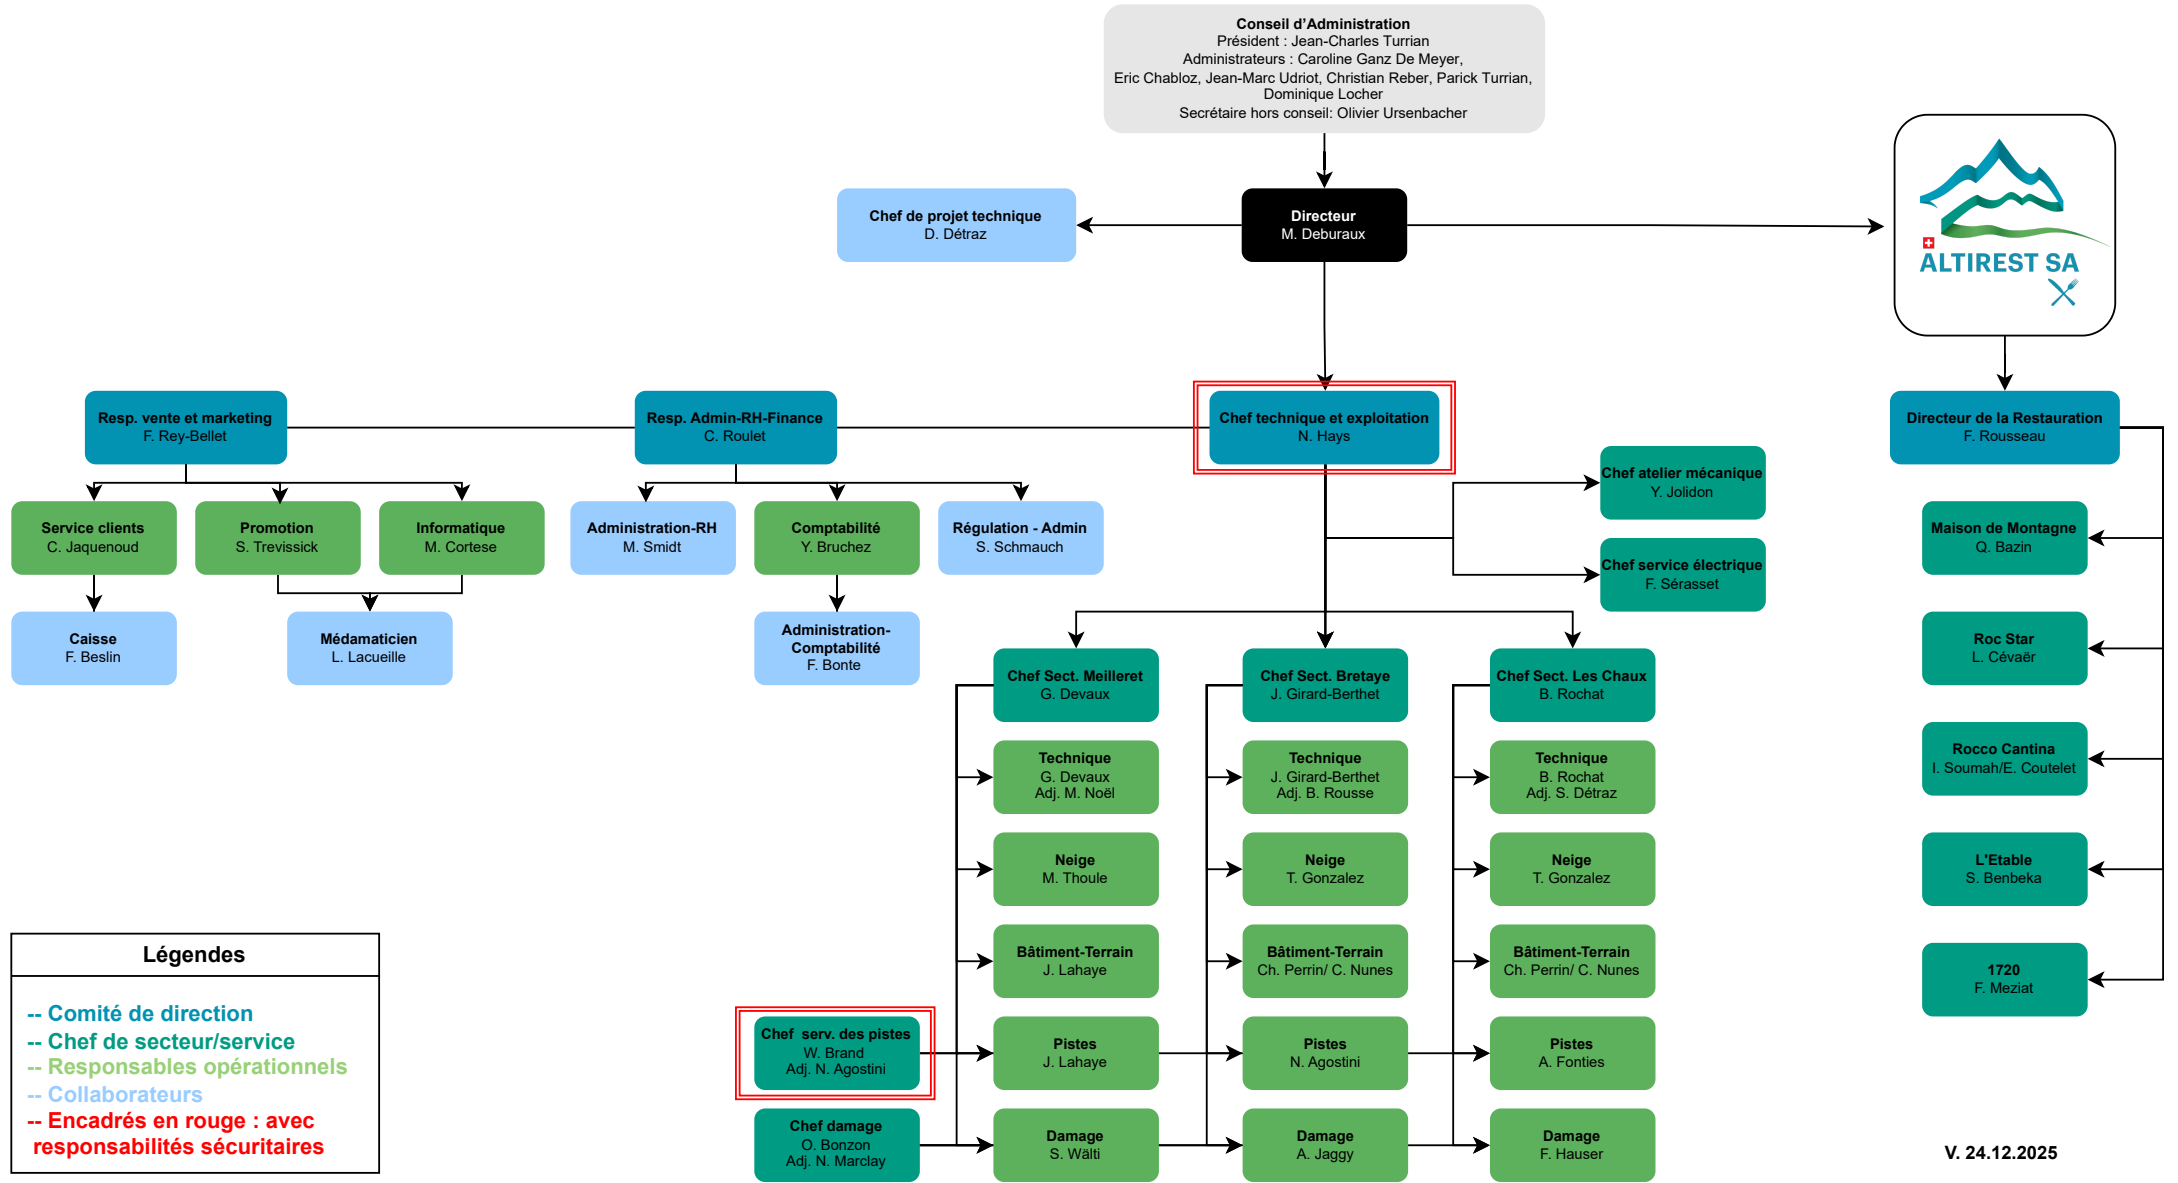 Conseil d'Administration
Président : Jean-Charles Turrian
Administrateurs : Caroline Ganz De Meyer,
Eric Chabloz, Jean-Marc Udriot, Christian Reber, Parick Turrian,
Dominique Locher
Secrétaire hors conseil: Olivier Ursenbacher
Chef de projet technique
D. Détraz
Directeur
M. Deburaux
ALTIREST SA
Resp. vente et marketing
F. Rey-Bellet
Resp. Admin-RH-Finance
C. Roulet
Chef technique et exploitation
N. Hays
Directeur de la Restauration
F. Rousseau
Chef atelier mécanique
Y. Jolidon
Chef service électrique
F. Sérasset
Service clients
C. Jaquenoud
Promotion
S. Trevissick
Informatique
M. Cortese
Administration-RH
M. Smidt
Comptabilité
Y. Bruchez
Régulation - Admin
S. Schmauch
Caisse
F. Beslin
Médamaticien
L. Lacueille
Administration-
Comptabilité
F. Bonte
Chef Sect. Meilleret
G. Devaux
Chef Sect. Bretaye
J. Girard-Berthet
Chef Sect. Les Chaux
B. Rochat
Technique
G. Devaux
Adj. M. Noël
Technique
J. Girard-Berthet
Adj. B. Rousse
Technique
B. Rochat
Adj. S. Détraz
Neige
M. Thoule
Neige
T. Gonzalez
Neige
T. Gonzalez
Bâtiment-Terrain
J. Lahaye
Bâtiment-Terrain
Ch. Perrin/ C. Nunes
Bâtiment-Terrain
Ch. Perrin/ C. Nunes
Chef serv. des pistes
W. Brand
Adj. N. Agostini
Pistes
J. Lahaye
Pistes
N. Agostini
Pistes
A. Fonties
Chef damage
O. Bonzon
Adj. N. Marclay
Damage
S. Wälti
Damage
A. Jaggy
Damage
F. Hauser
Maison de Montagne
Q. Bazin
Roc Star
L. Cévaër
Rocco Cantina
I. Soumah/E. Coutelet
L'Etable
S. Benbeka
1720
F. Meziat
Légendes
-- Comité de direction
-- Chef de secteur/service
-- Responsables opérationnels
-- Collaborateurs
-- Encadrés en rouge : avec
responsabilités sécuritaires
V. 24.12.2025